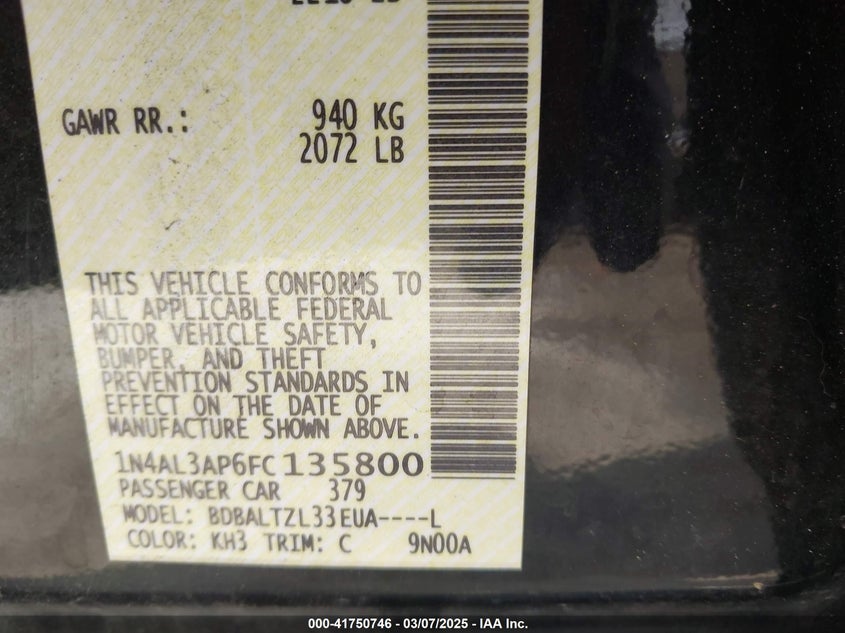 GAWR RR.: 940 KG
2072 LB
THIS VEHICLE CONFORMS TO
ALL APPLICABLE FEDERAL
MOTOR VEHICLE SAFETY,
BUMPER, AND THEFT
PREVENTION STANDARDS IN
EFFECT ON THE DATE OF
MANUFACTURE SHOWN ABOVE.
1N4AL3AP6FC135800
PASSENGER CAR 379
MODEL: BDBALTZL33EUA----L
COLOR: KH3 TRIM: C 9N00A
000-41750746 - 03/07/2025 - IAA Inc.